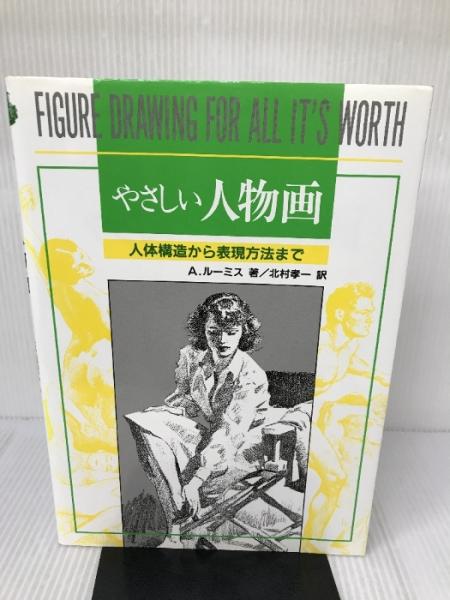 FIGURE DRAWING FOR ALL IT'S WORTH
やさしい人物画
人体構造から表現方法まで
A.ルーミス 著/北村孝一 訳